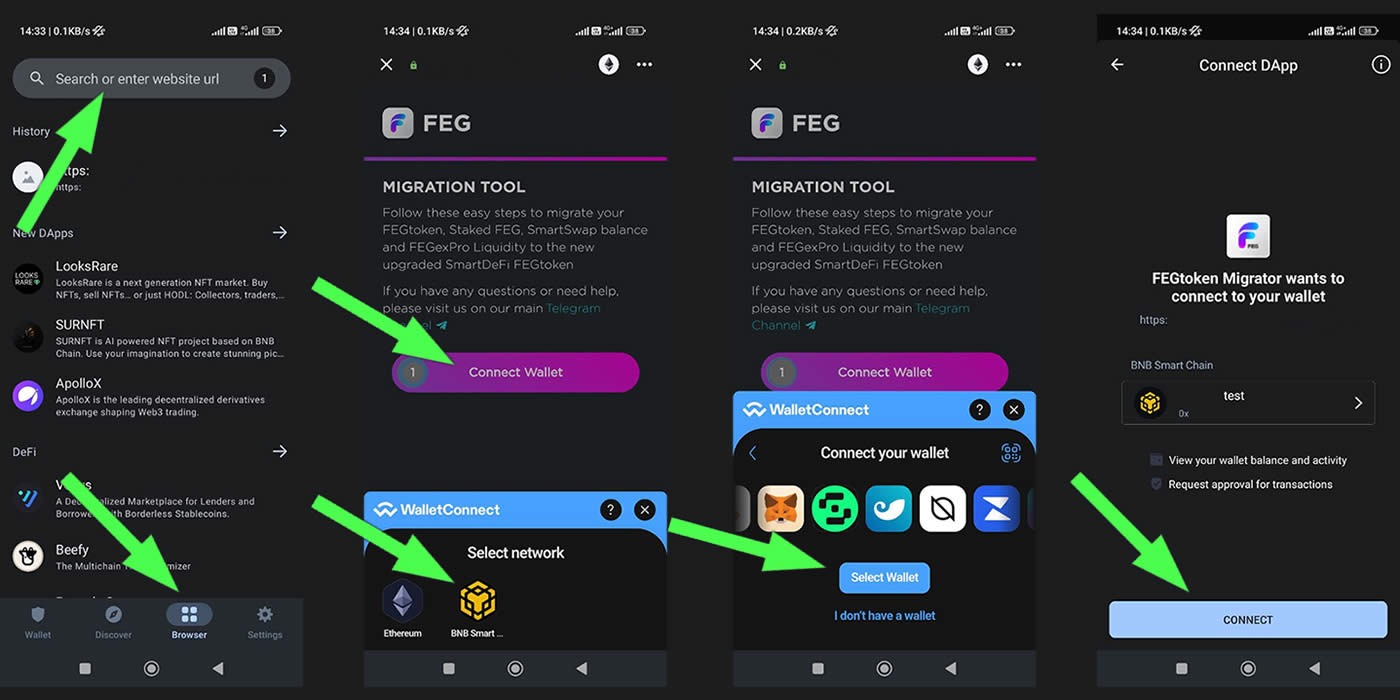 14:33 | 0.1KB/s
Search or enter website url
1
History
https:
New DApps
LooksRare
LOOKS
RARE
LooksRare is a next generation NFT market. Buy
NFTs, sell NFTs... or just HODL: Collectors, traders,...
SURNFT
SURNFT is AI powered NFT project based on BNB
Chain. Use your imagination to create stunning pic...
ApolloX
ApolloX is the leading decentralized derivatives
exchange shaping Web3 trading.
DeFi
A Marketplace for Lenders and
with Borderless Stablecoins.
Beefy
The Multichain
Wallet
Discover
Browser
Settings
14:34 | 0.1KB/s
FEG
MIGRATION TOOL
Follow these easy steps to migrate your
FEGtoken, Staked FEG, SmartSwap balance
and FEGexPro Liquidity to the new
upgraded SmartDeFi FEGtoken
If you have any questions or need help,
please visit us on our main Telegram
1
Connect Wallet
WalletConnect
?
Select network
Ethereum
BNB Smart ...
14:34 | 0.2KB/s
FEG
MIGRATION TOOL
Follow these easy steps to migrate your
FEGtoken, Staked FEG, SmartSwap balance
and FEGexPro Liquidity to the new
upgraded SmartDeFi FEGtoken
If you have any questions or need help,
please visit us on our main Telegram
Channel
1
Connect Wallet
WalletConnect
?
Connect your wallet
Select Wallet
I don't have a wallet
14:34 | 0.1KB/s
Connect DApp
FEG
FEGtoken Migrator wants to
connect to your wallet
https:
BNB Smart Chain
test
0x
View your wallet balance and activity
Request approval for transactions
CONNECT